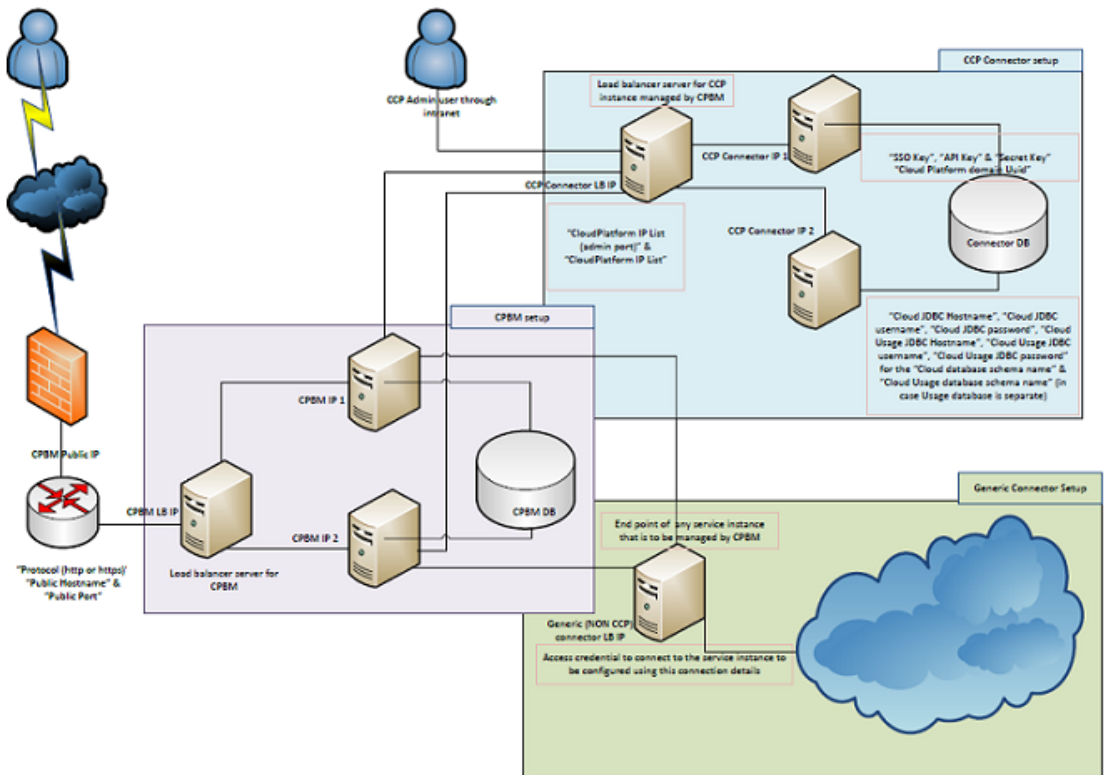 CCP Connector setup
CCP Admin user through
intranet
Load balancer server for CCP
instance managed by CPBM
CCP Connector IP 1
"SSO Key", "API Key" & "Secret Key"
"Cloud Platform domain Uuid"
CCP Connector LB IP
"CloudPlatform IP List
(admin port)" &
"CloudPlatform IP List"
CCP Connector IP 2
Connector DB
"Cloud JDBC Hostname", "Cloud JDBC
username", "Cloud JDBC password", "Cloud
Usage JDBC Hostname", "Cloud Usage JDBC
username", "Cloud Usage JDBC password"
for the "Cloud database schema name" &
"Cloud Usage database schema name" (in
case Usage database is separate)
CPBM setup
CPBM IP 1
CPBM Public IP
CPBM LB IP
CPBM IP 2
CPBM DB
Load balancer server for
CPBM
"Protocol (http or https)'
"Public Hostname" &
"Public Port"
Generic Connector Setup
End point of any service instance
that is to be managed by CPBM
Generic (NON CCP)
connector LB IP
Access credential to connect to the service instance to
be configured using this connection details